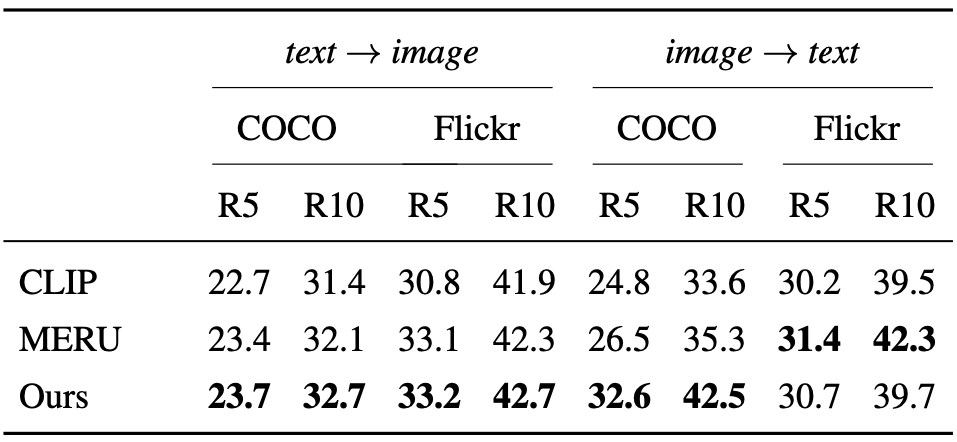 text → image image → text
COCO Flickr COCO Flickr
R5 R10 R5 R10 R5 R10 R5 R10
CLIP 22.7 31.4 30.8 41.9 24.8 33.6 30.2 39.5
MERU 23.4 32.1 33.1 42.3 26.5 35.3 31.4 42.3
Ours 23.7 32.7 33.2 42.7 32.6 42.5 30.7 39.7